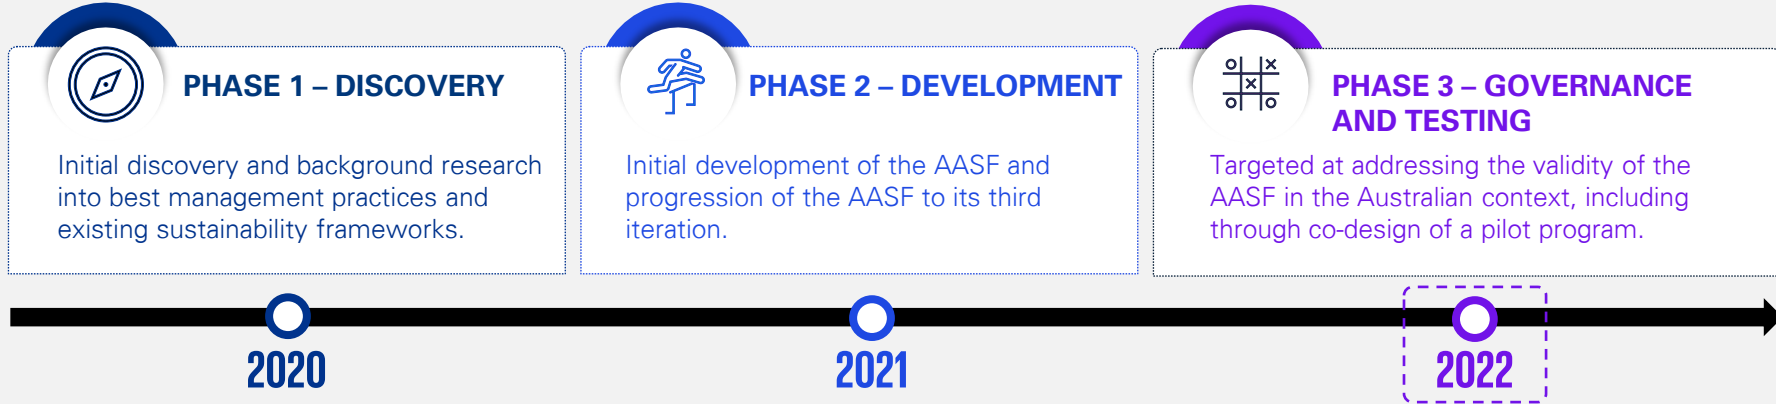 PHASE 1 – DISCOVERY
Initial discovery and background research
into best management practices and
existing sustainability frameworks.
PHASE 2 – DEVELOPMENT
Initial development of the AASF and
progression of the AASF to its third
iteration.
PHASE 3 – GOVERNANCE
AND TESTING
Targeted at addressing the validity of the
AASF in the Australian context, including
through co-design of a pilot program.
2020
2021
2022